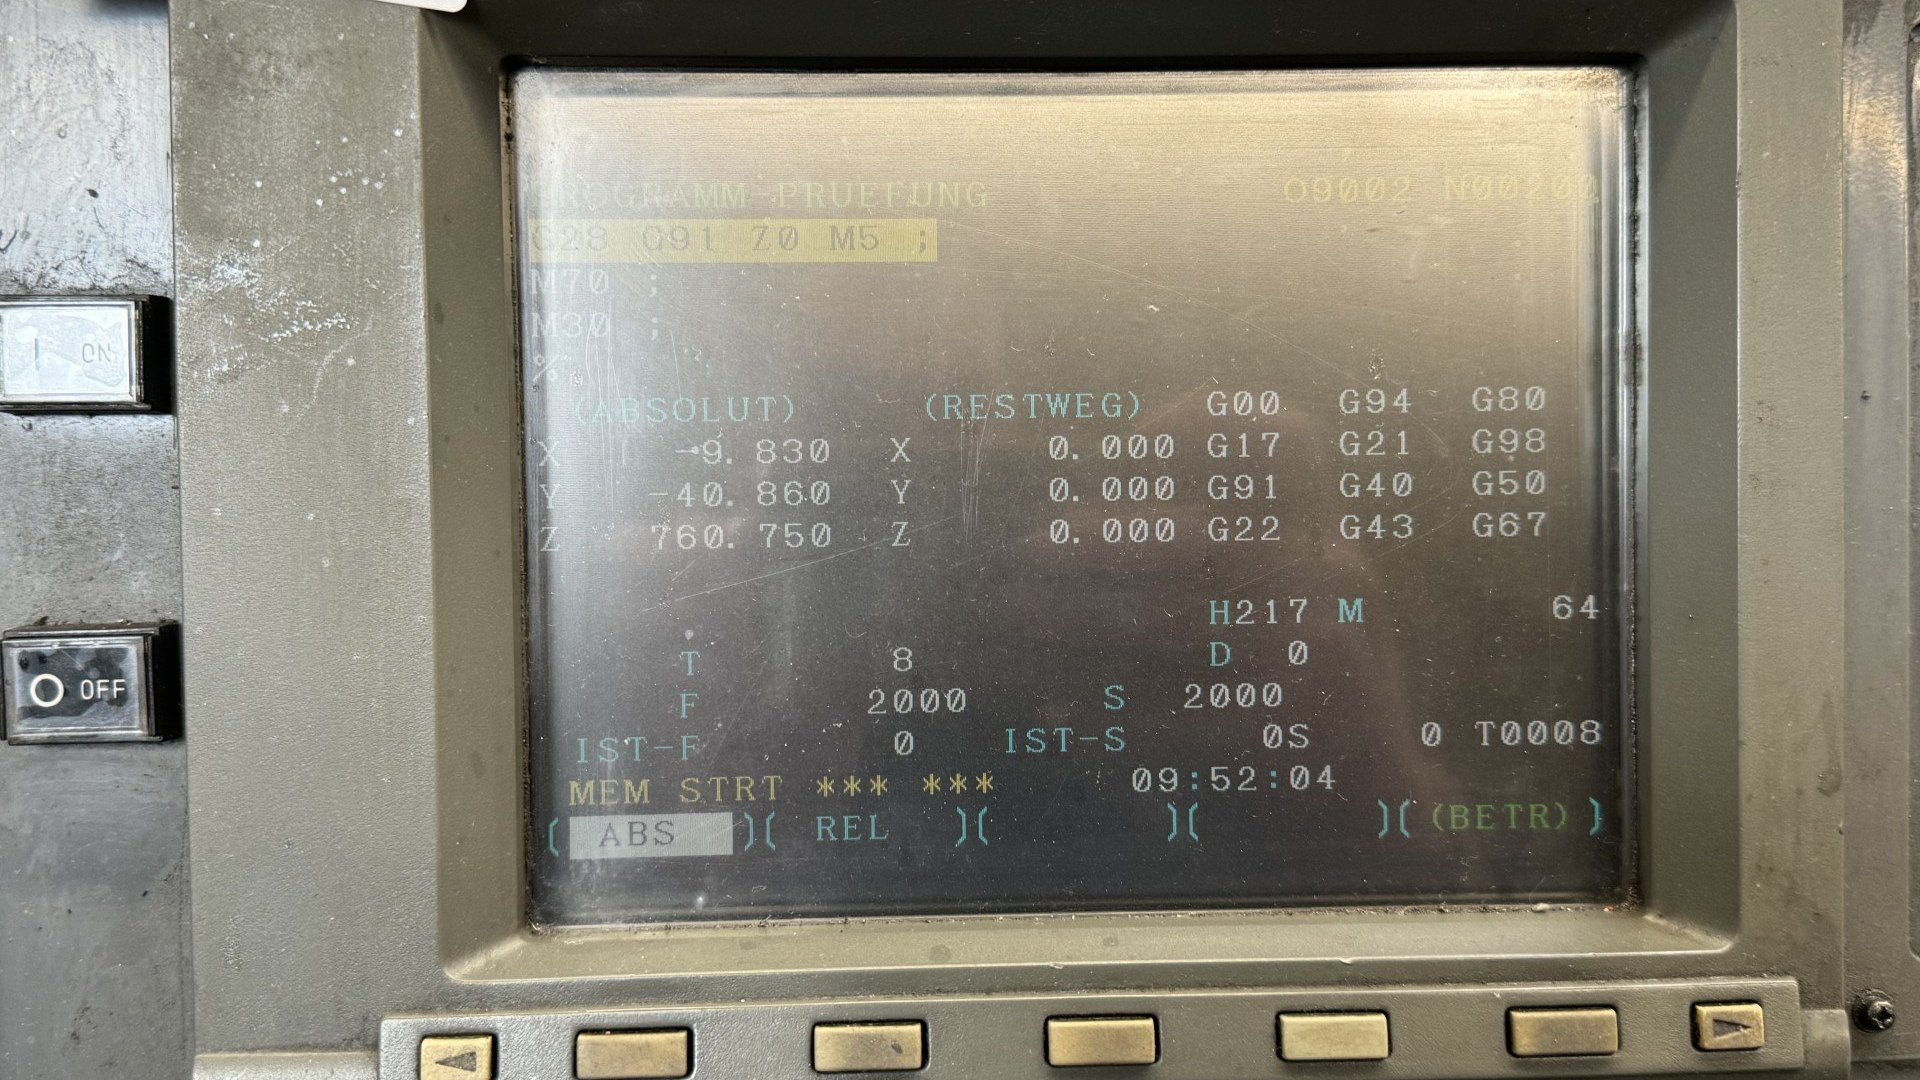 PROGRAMM PRUEFUNG O9002 N00200
G28 G91 Z0 M5 ;
M70 ;
M30 ;
%
(ABSOLUT) (RESTWEG) G00 G94 G80
X -9.830 X 0.000 G17 G21 G98
Y -40.860 Y 0.000 G91 G40 G50
Z 760.750 Z 0.000 G22 G43 G67
H217 M 64
T 8 D 0
F 2000 S 2000
IST-F 0 IST-S 0S 0 T0008
MEM STRT *** *** 09:52:04
( ABS )( REL )( )( )( (BETR) )
I ON
O OFF